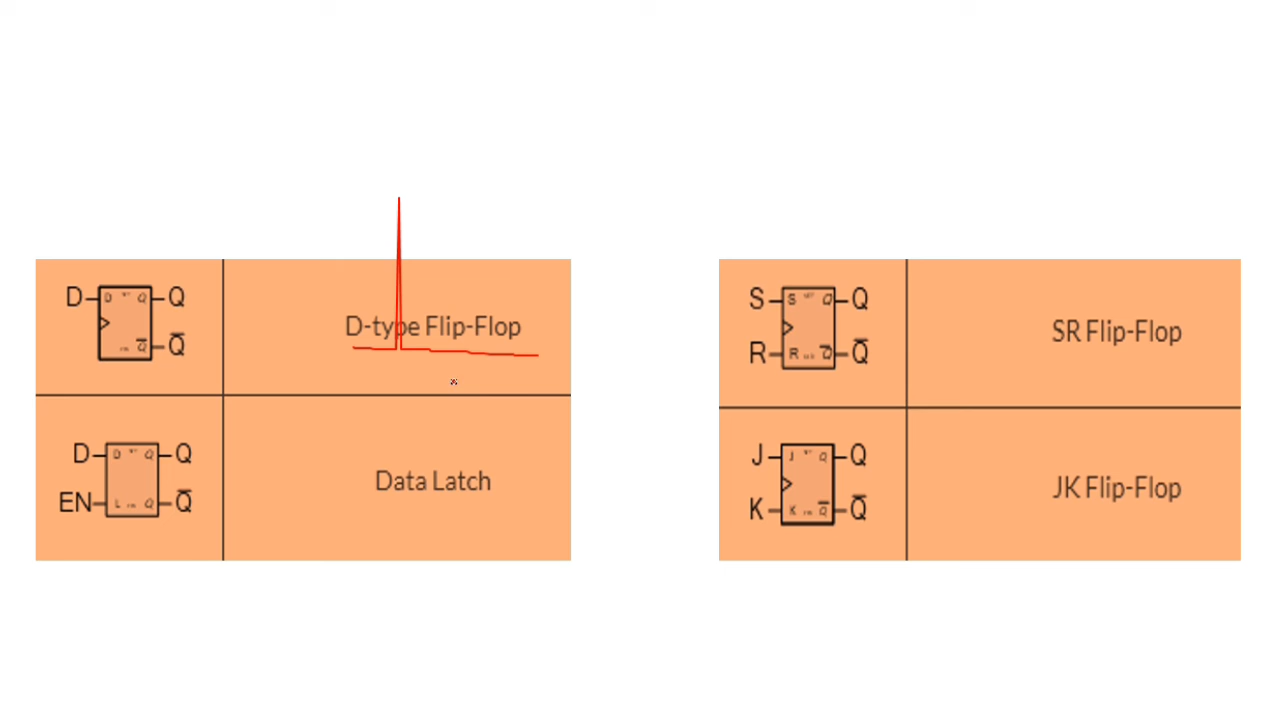 D D Q Q
Q̅ Q̅
D-type Flip-Flop
D D Q Q
EN L Q Q̅
Data Latch
S S Q Q
R R Q̅ Q̅
SR Flip-Flop
J J Q Q
K K Q̅ Q̅
JK Flip-Flop